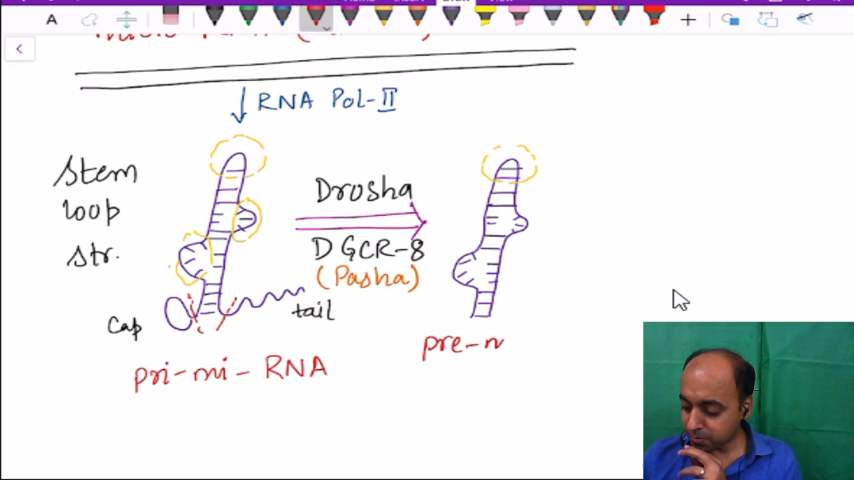 RNA Pol-II
Stem
loop
Str.
Drosha
DGCR-8
(Pasha)
Cap
tail
pri-mi-RNA
pre-n